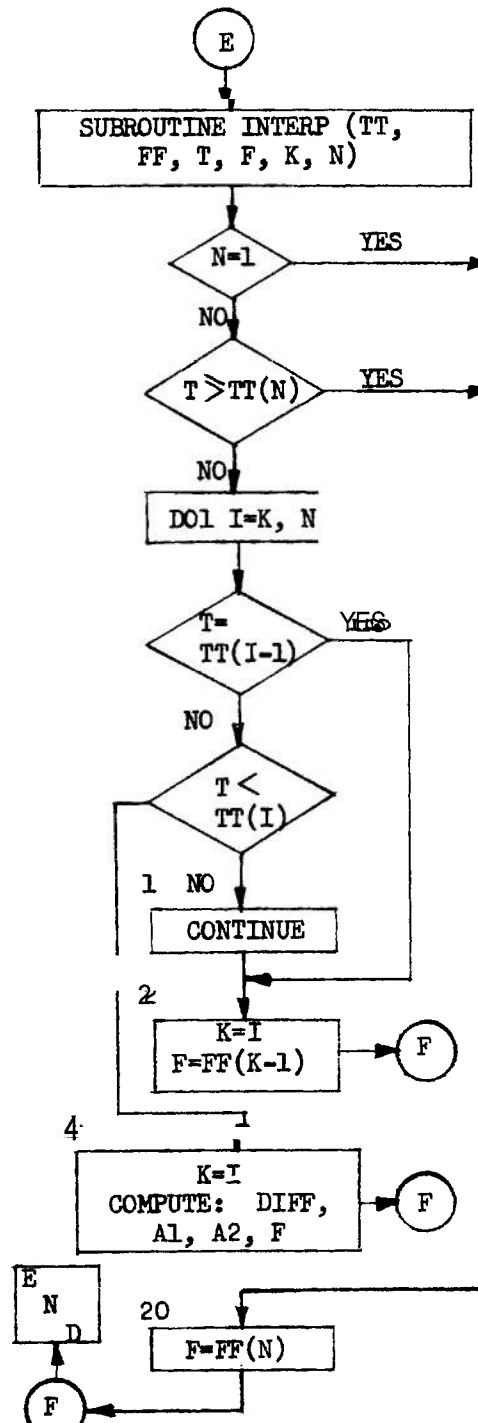 E
SUBROUTINE INTERP (TT,
FF, T, F, K, N)
N=1
YES
NO
T⩾TT(N)
YES
NO
DO1 I=K, N
T=
TT(I-1)
YES
NO
T<
TT(I)
1 NO
CONTINUE
2
K=I
F=FF(K-1)
F
4
K=I
COMPUTE: DIFF,
A1, A2, F
F
E
N
D
20
F=FF(N)
F